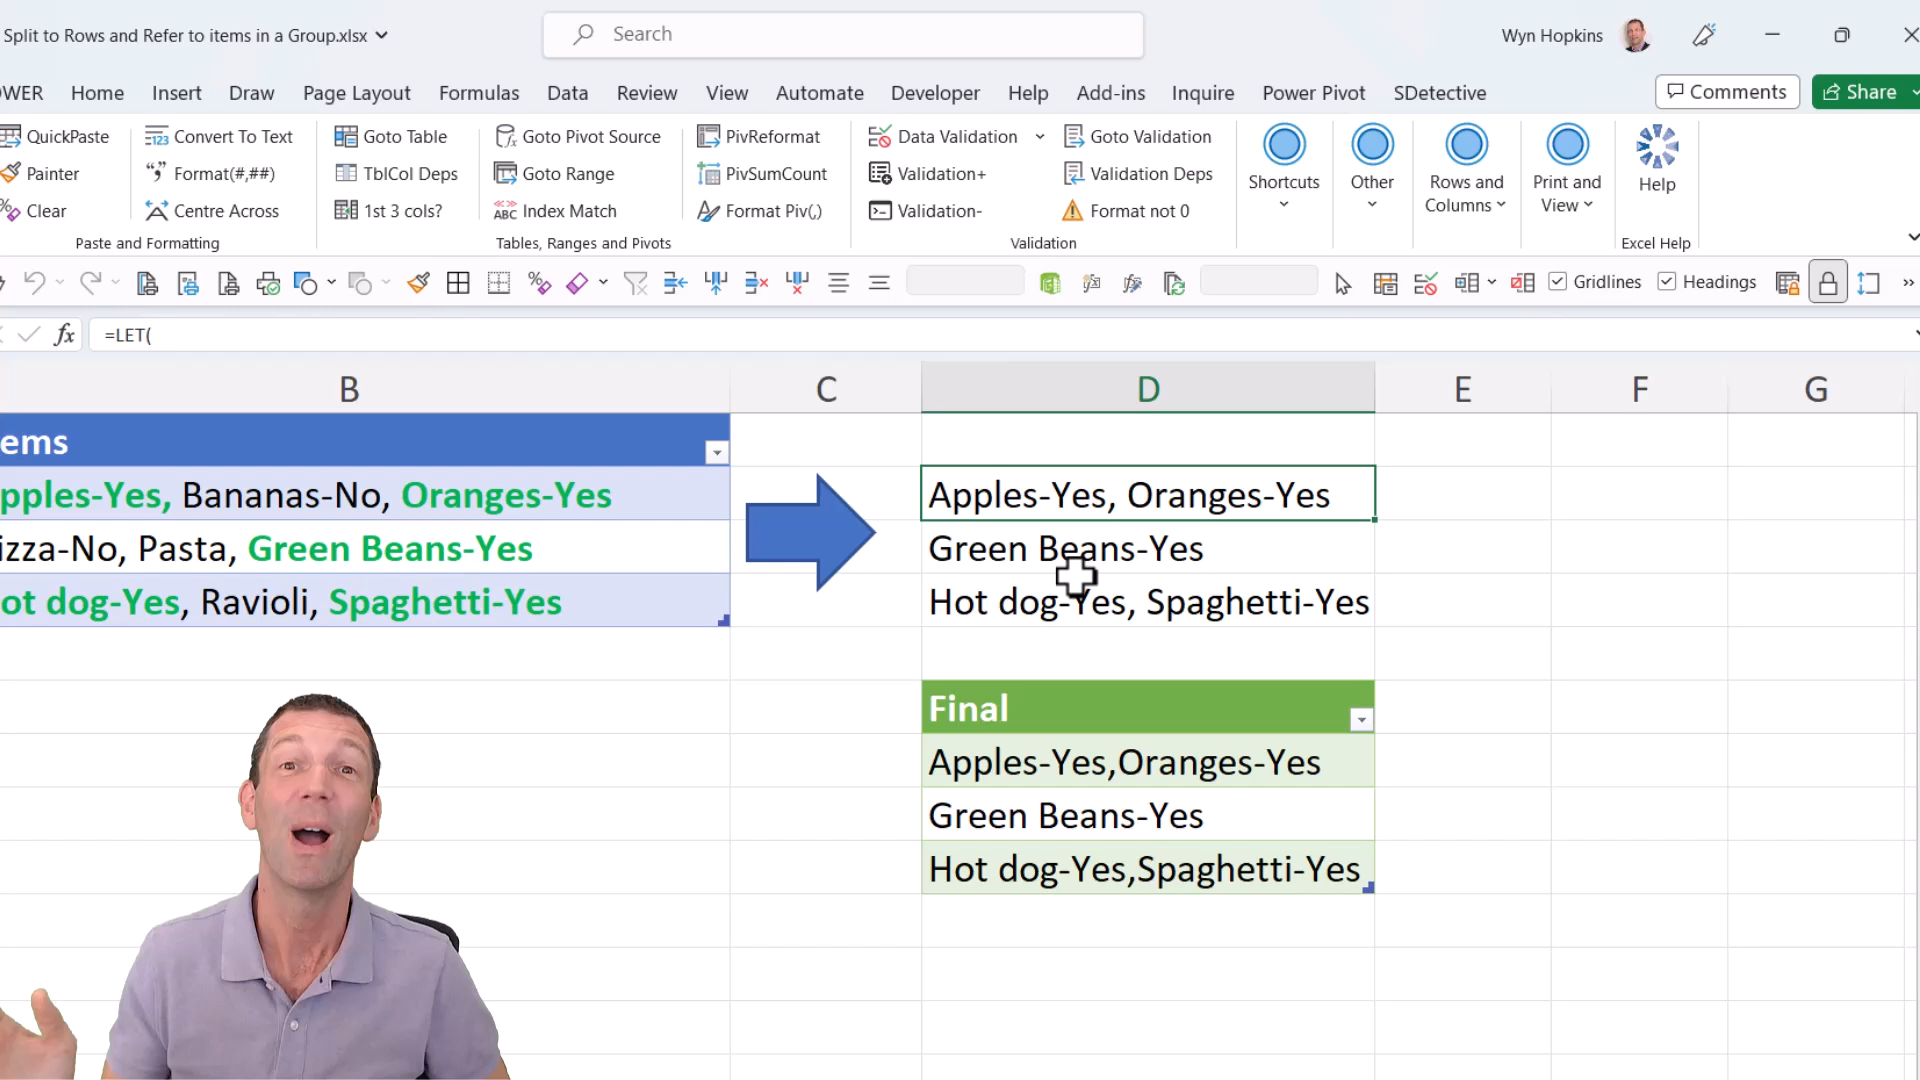 Split to Rows and Refer to items in a Group.xlsx
Search
Wyn Hopkins
OWER Home Insert Draw Page Layout Formulas Data Review View Automate Developer Help Add-ins Inquire Power Pivot SDetective
Comments Share
QuickPaste Convert To Text Goto Table Goto Pivot Source PivReformat Data Validation Goto Validation
Painter Format(#,##) TblCol Deps Goto Range PivSumCount Validation+ Validation Deps
Clear Centre Across 1st 3 cols? Index Match Format Piv(,) Validation- Format not 0
Shortcuts Other Rows and Columns Print and View Help
Paste and Formatting Tables, Ranges and Pivots Validation Excel Help
Gridlines Headings
fx =LET(
B C D E F G
ems
pples-Yes, Bananas-No, Oranges-Yes Apples-Yes, Oranges-Yes
izza-No, Pasta, Green Beans-Yes Green Beans-Yes
ot dog-Yes, Ravioli, Spaghetti-Yes Hot dog-Yes, Spaghetti-Yes
Final
Apples-Yes,Oranges-Yes
Green Beans-Yes
Hot dog-Yes,Spaghetti-Yes